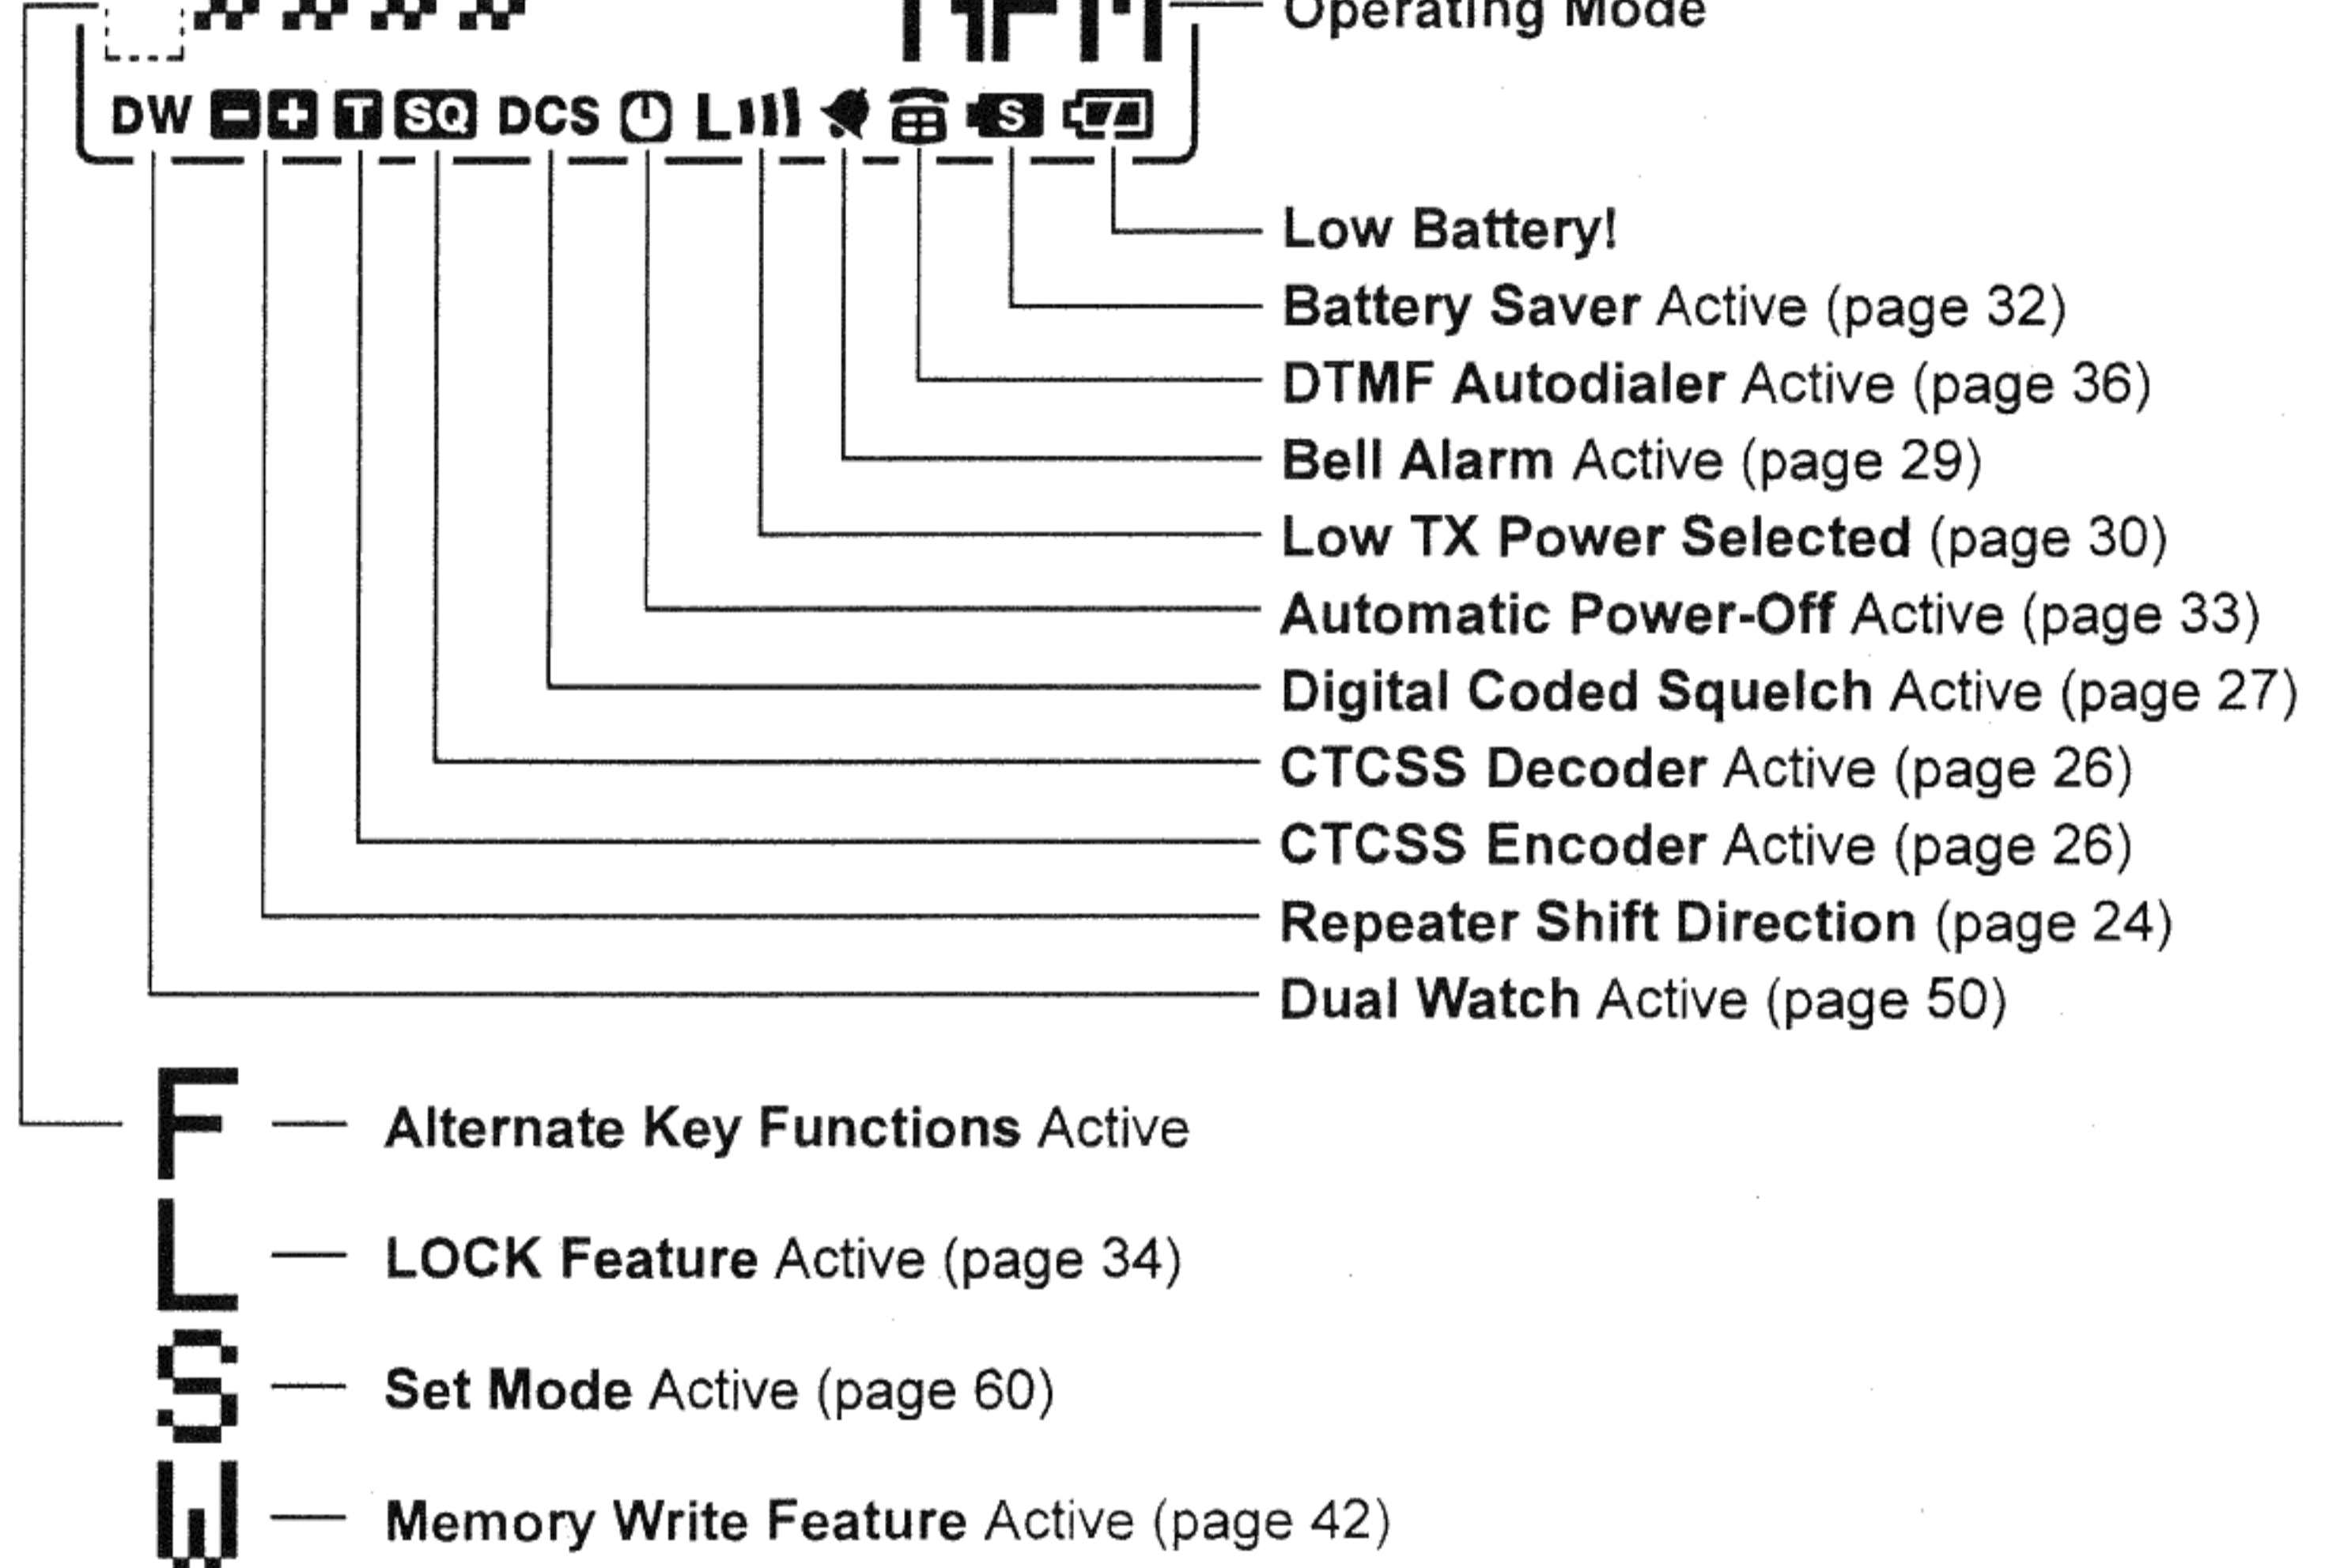 Operating Mode
DW - + T SQ DCS L S
Low Battery!
Battery Saver Active (page 32)
DTMF Autodialer Active (page 36)
Bell Alarm Active (page 29)
Low TX Power Selected (page 30)
Automatic Power-Off Active (page 33)
Digital Coded Squelch Active (page 27)
CTCSS Decoder Active (page 26)
CTCSS Encoder Active (page 26)
Repeater Shift Direction (page 24)
Dual Watch Active (page 50)
F — Alternate Key Functions Active
L — LOCK Feature Active (page 34)
S — Set Mode Active (page 60)
W — Memory Write Feature Active (page 42)